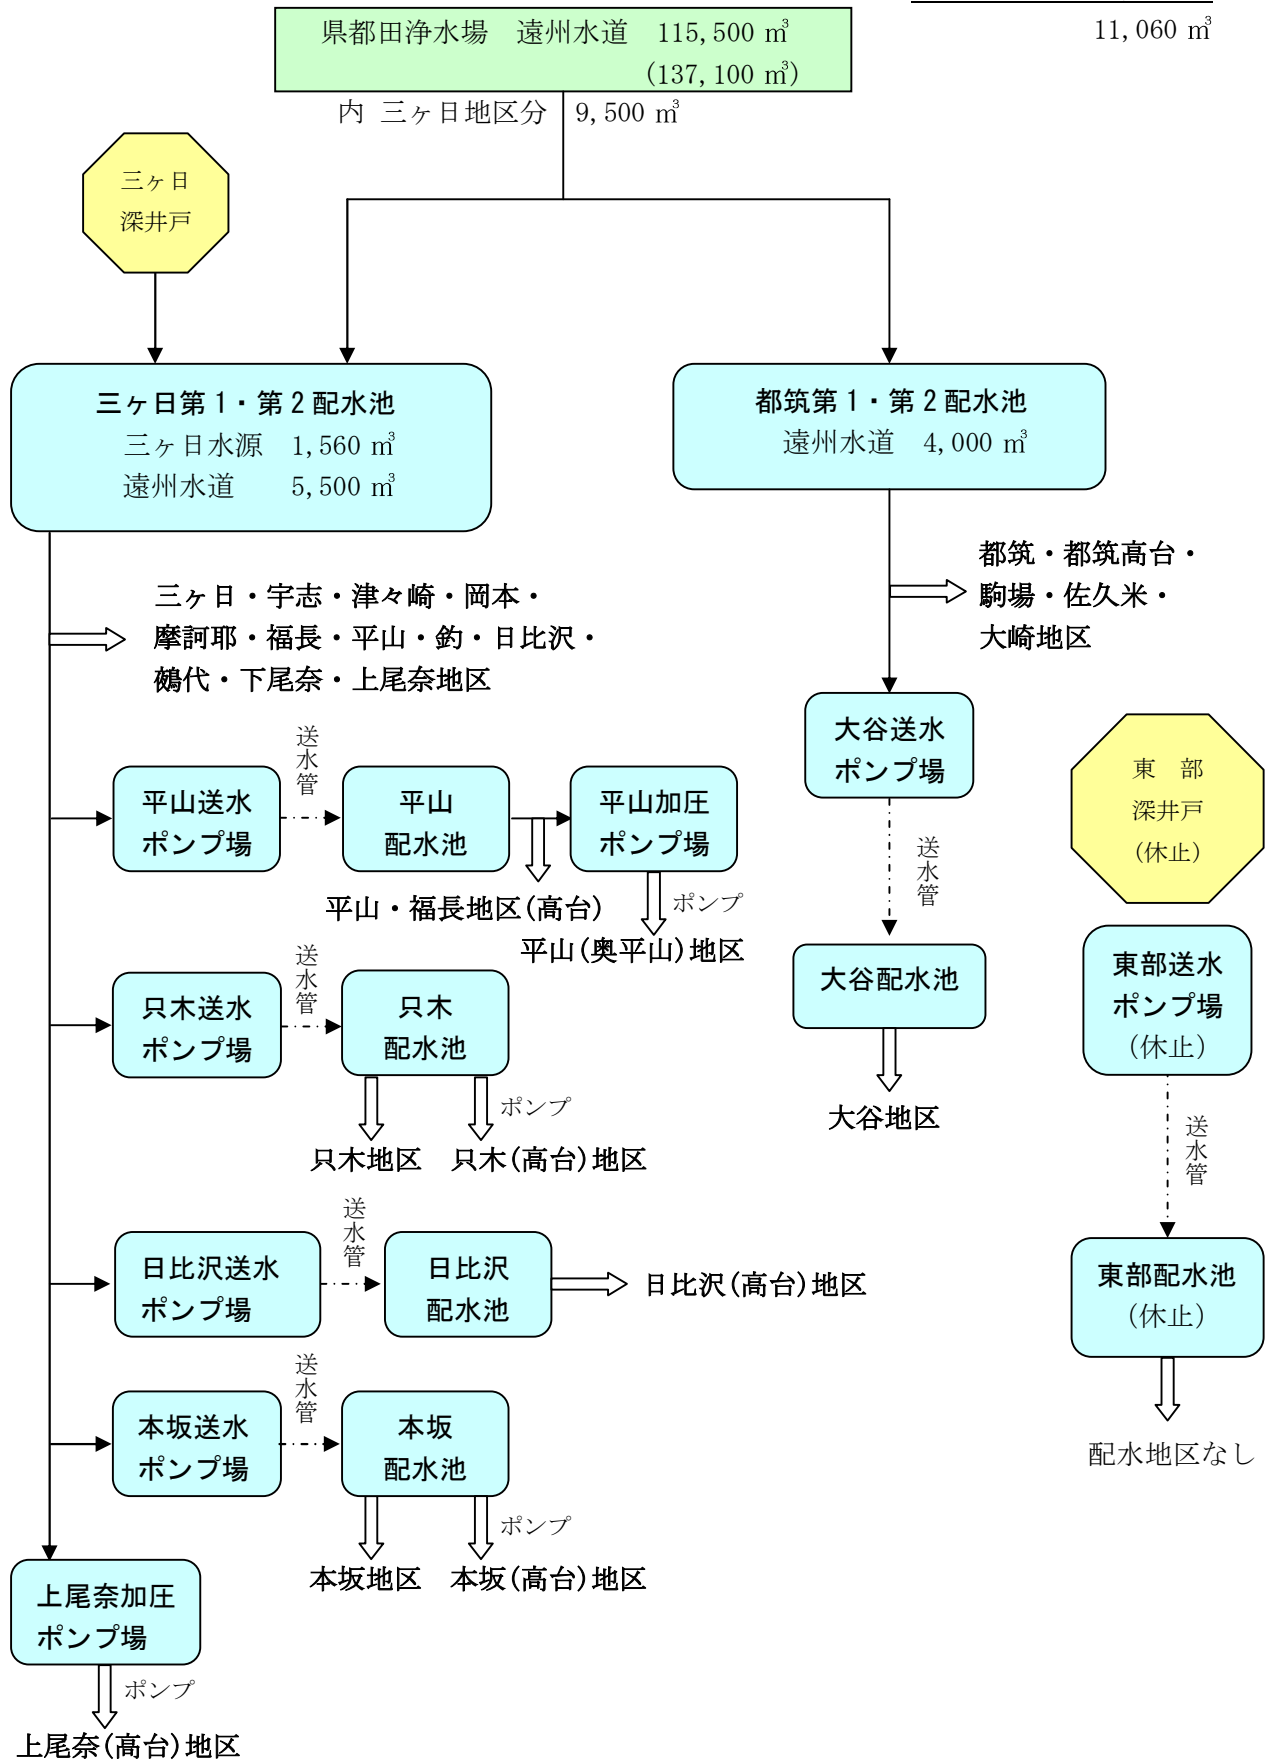 県都田浄水場　遠州水道　115,500 ㎥
(137,100 ㎥)
11,060 ㎥
内 三ヶ日地区分　9,500 ㎥
三ヶ日
深井戸
三ヶ日第1・第2配水池
三ヶ日水源　1,560 ㎥
遠州水道　　5,500 ㎥
都筑第1・第2配水池
遠州水道　4,000 ㎥
三ヶ日・宇志・津々崎・岡本・
摩訶耶・福長・平山・釣・日比沢・
鵺代・下尾奈・上尾奈地区
都筑・都筑高台・
駒場・佐久米・
大崎地区
平山送水
ポンプ場
送水管
平山
配水池
平山加圧
ポンプ場
平山・福長地区(高台)
ポンプ
平山(奥平山)地区
大谷送水
ポンプ場
送水管
大谷配水池
大谷地区
東　部
深井戸
(休止)
東部送水
ポンプ場
(休止)
送水管
東部配水池
(休止)
配水地区なし
只木送水
ポンプ場
送水管
只木
配水池
ポンプ
只木地区　只木(高台)地区
日比沢送水
ポンプ場
送水管
日比沢
配水池
日比沢(高台)地区
本坂送水
ポンプ場
送水管
本坂
配水池
ポンプ
本坂地区　本坂(高台)地区
上尾奈加圧
ポンプ場
ポンプ
上尾奈(高台)地区